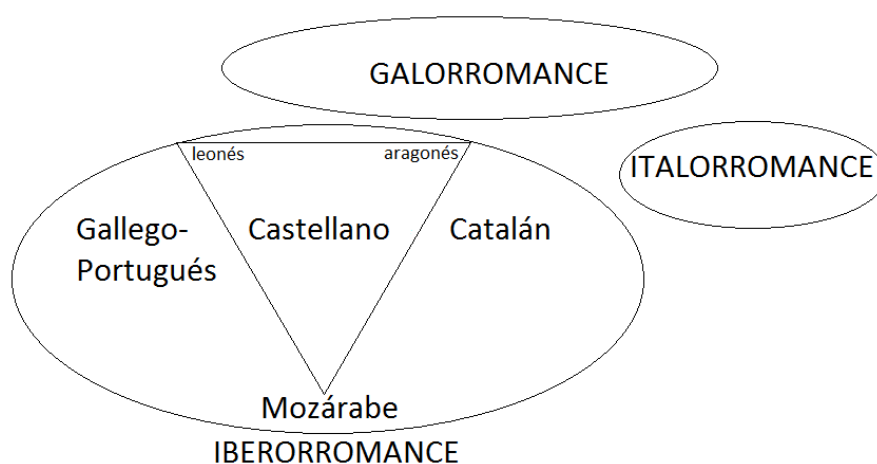 GALORROMANCE
ITALORROMANCE
leonés
aragonés
Gallego-
Portugués
Castellano
Catalán
Mozárabe
IBERORROMANCE